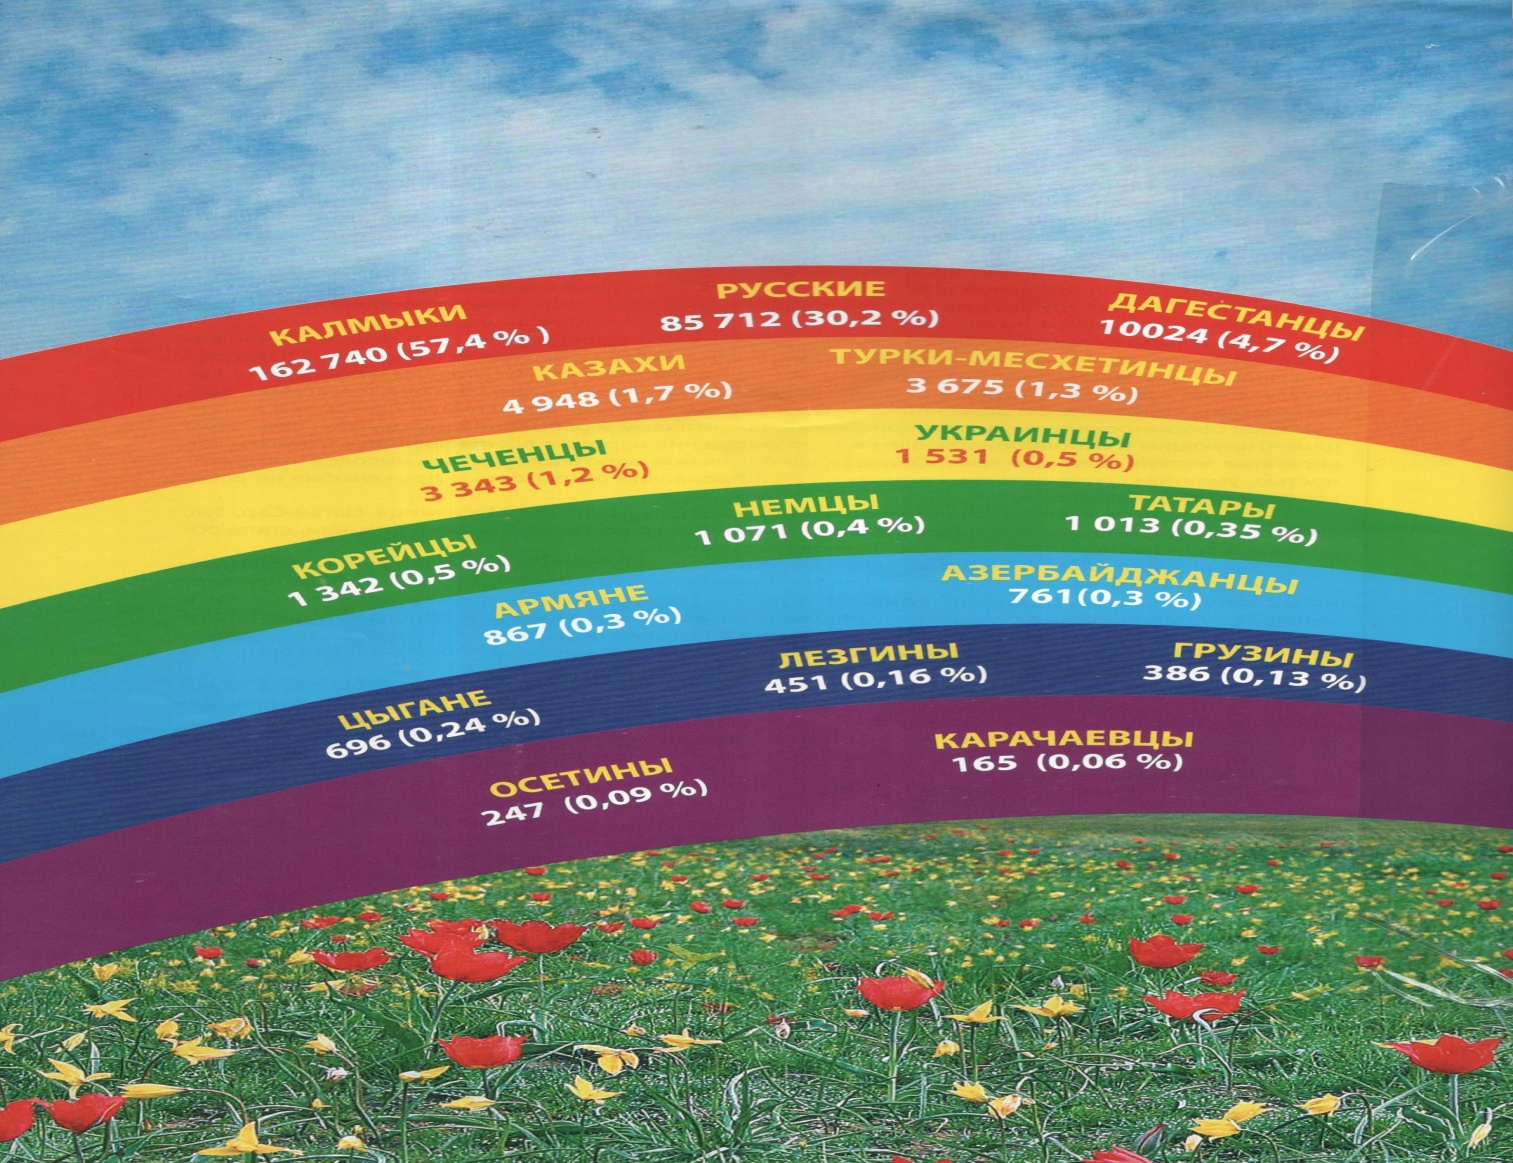 КАЛМЫКИ
162 740 (57,4 % )
РУССКИЕ
85 712 (30,2 %)
ДАГЕСТАНЦЫ
10024 (4,7 %)
КАЗАХИ
4 948 (1,7 %)
ТУРКИ-МЕСХЕТИНЦЫ
3 675 (1,3 %)
ЧЕЧЕНЦЫ
3 343 (1,2 %)
УКРАИНЦЫ
1 531 (0,5 %)
КОРЕЙЦЫ
1 342 (0,5 %)
НЕМЦЫ
1 071 (0,4 %)
ТАТАРЫ
1 013 (0,35 %)
АРМЯНЕ
867 (0,3 %)
АЗЕРБАЙДЖАНЦЫ
761(0,3 %)
ЦЫГАНЕ
696 (0,24 %)
ЛЕЗГИНЫ
451 (0,16 %)
ГРУЗИНЫ
386 (0,13 %)
ОСЕТИНЫ
247 (0,09 %)
КАРАЧАЕВЦЫ
165 (0,06 %)